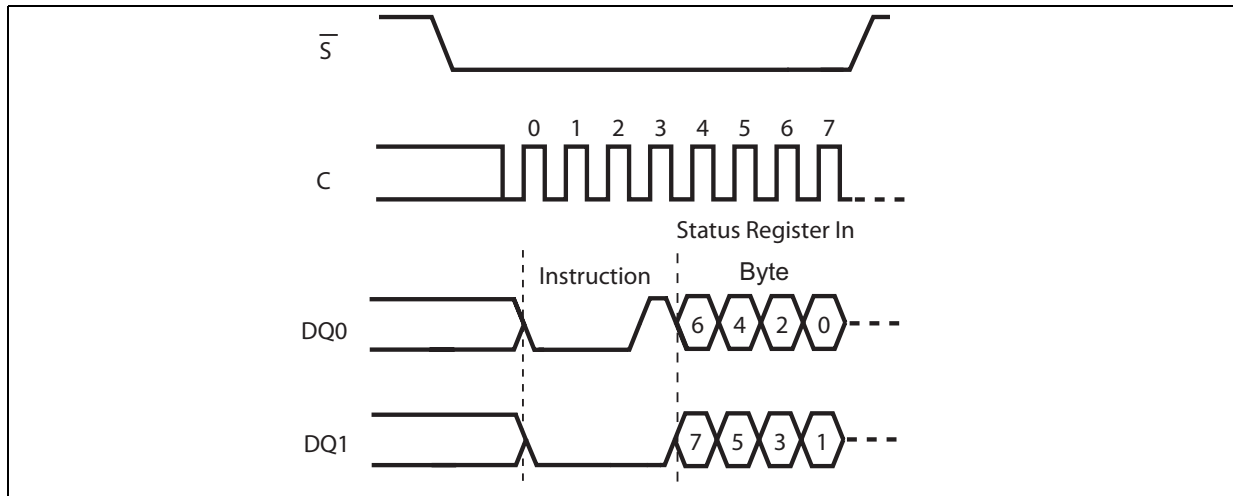 S
0 1 2 3 4 5 6 7
C
Status Register In
Instruction Byte
DQ0 6 4 2 0
DQ1 7 5 3 1